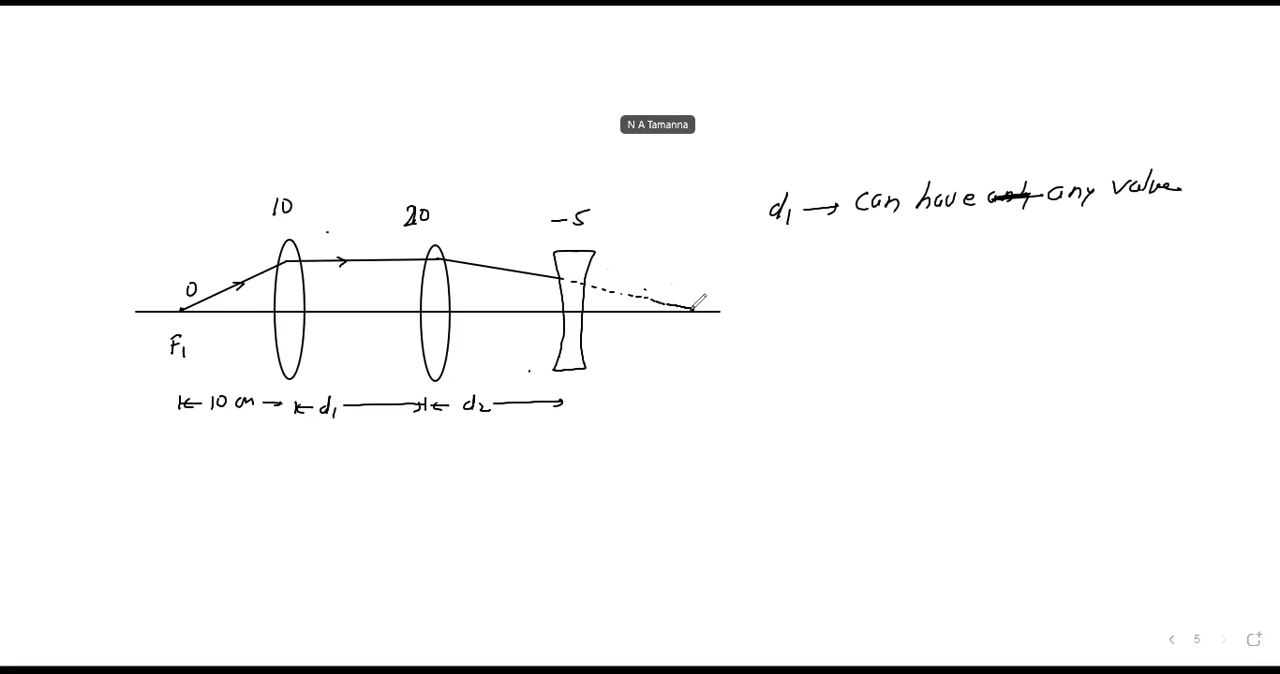 N A Tamanna
d₁ → can have any value
10
20
-5
O
F₁
10 cm
d₁
d₂
5